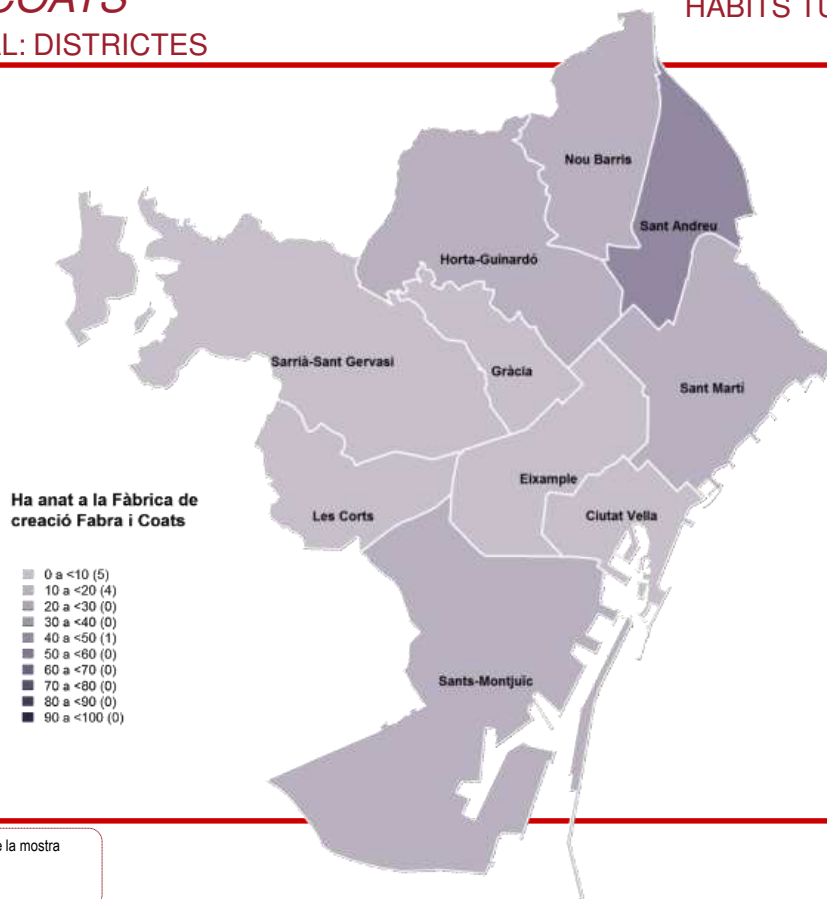 COATS
HÀBITS TU
AL: DISTRICTES
Nou Barris
Sant Andreu
Horta-Guinardó
Sarrià-Sant Gervasi
Gràcia
Sant Martí
Eixample
Ha anat a la Fàbrica de
creació Fabra i Coats
Les Corts
Ciutat Vella
0 a <10 (5)
10 a <20 (4)
20 a <30 (0)
30 a <40 (0)
40 a <50 (1)
50 a <60 (0)
60 a <70 (0)
70 a <80 (0)
80 a <90 (0)
90 a <100 (0)
Sants-Montjuïc
e la mostra